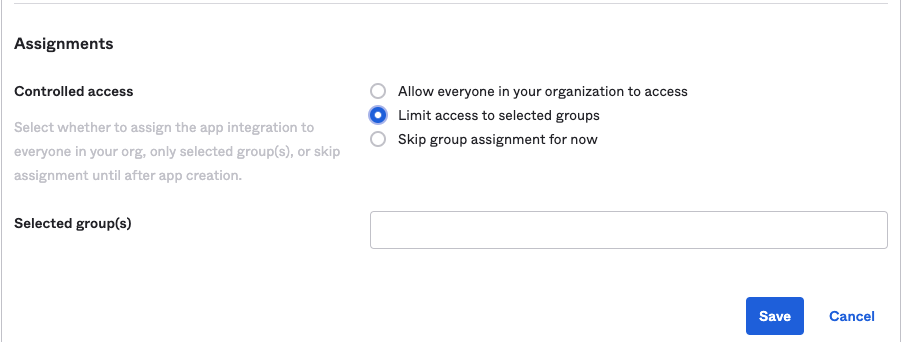 Assignments
Controlled access
Select whether to assign the app integration to
everyone in your org, only selected group(s), or skip
assignment until after app creation.
Allow everyone in your organization to access
Limit access to selected groups
Skip group assignment for now
Selected group(s)
Save
Cancel